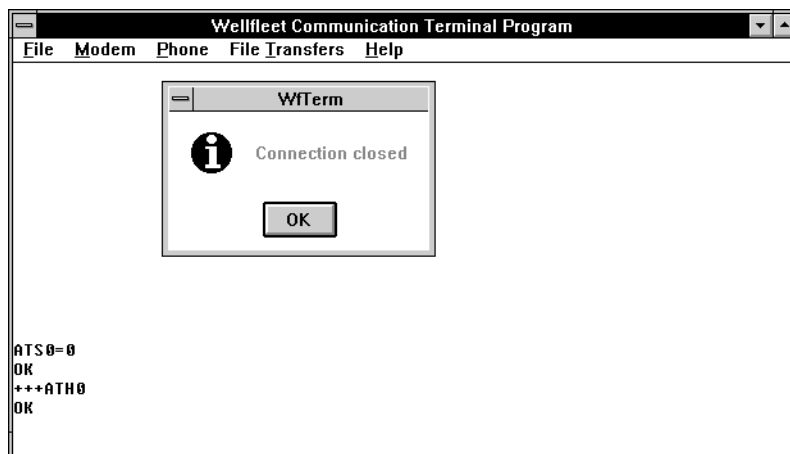 Wellfleet Communication Terminal Program
File Modem Phone File Transfers Help
WfTerm
Connection closed
OK
ATS0=0
OK
+++ATH0
OK